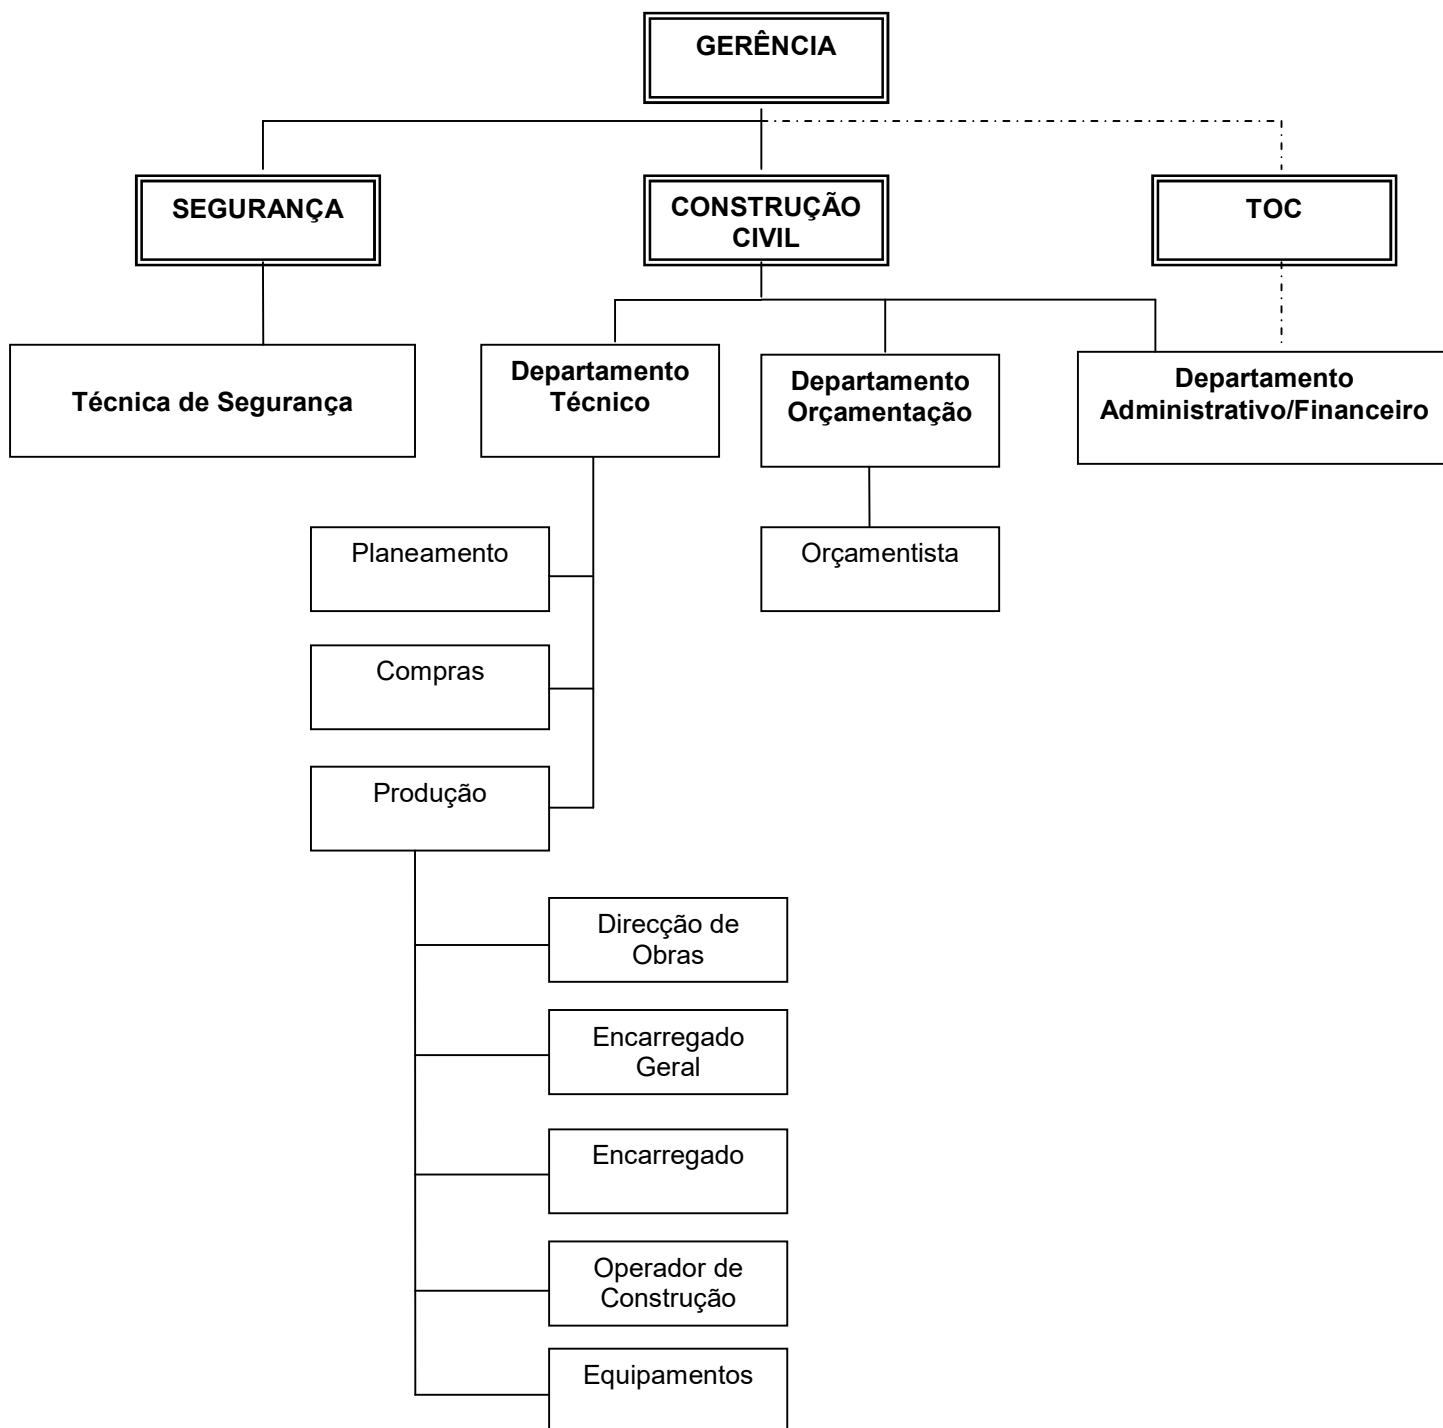 GERÊNCIA
SEGURANÇA
CONSTRUÇÃO
CIVIL
TOC
Técnica de Segurança
Departamento
Técnico
Departamento
Orçamentação
Departamento
Administrativo/Financeiro
Planeamento
Orçamentista
Compras
Produção
Direcção de
Obras
Encarregado
Geral
Encarregado
Operador de
Construção
Equipamentos